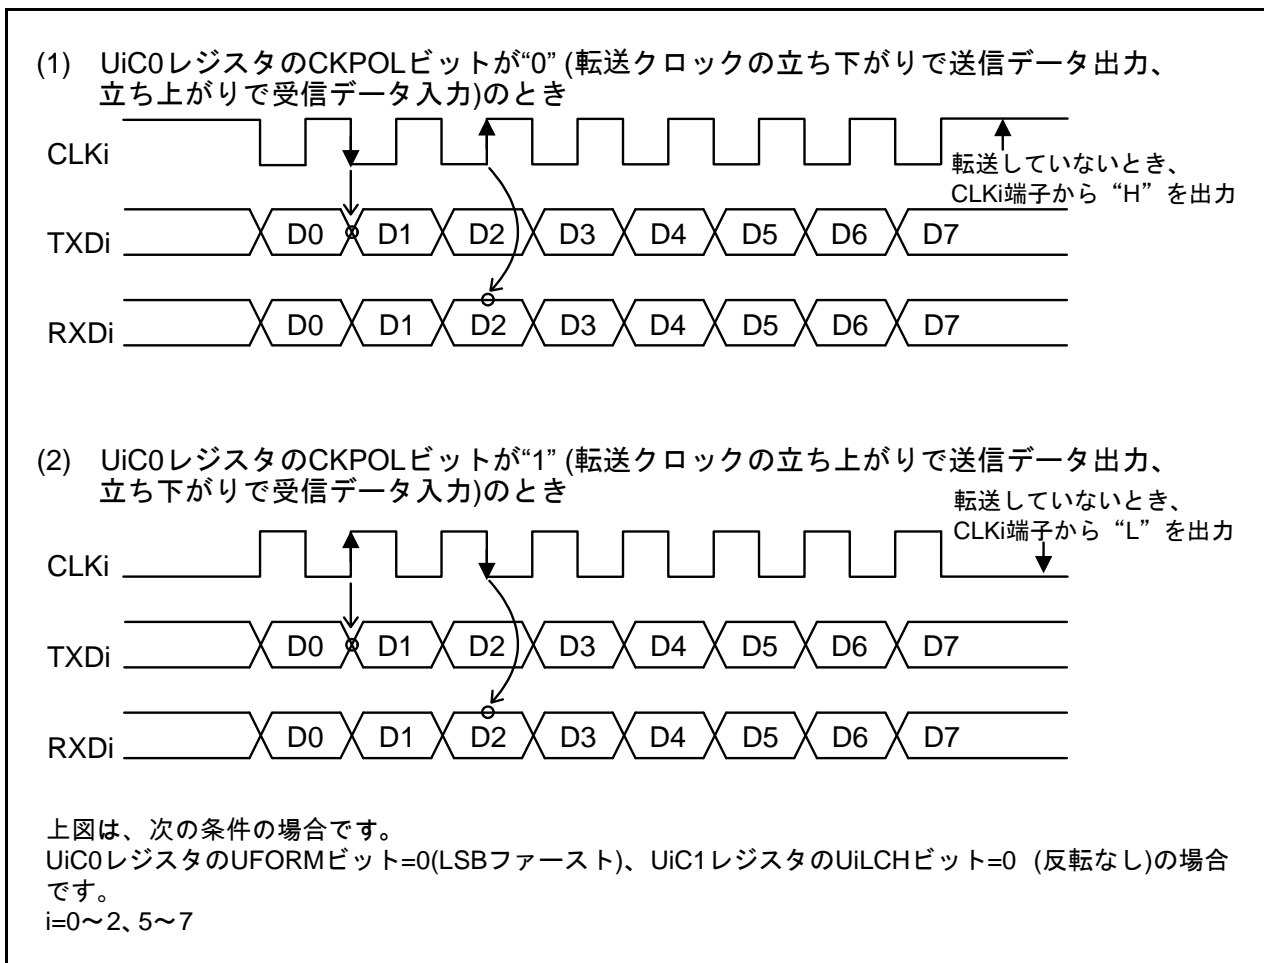 (1) UiC0レジスタのCKPOLビットが“0” (転送クロックの立ち下がりで送信データ出力、
立ち上がりで受信データ入力)のとき
CLKi
転送していないとき、
CLKi端子から“H”を出力
TXDi D0 D1 D2 D3 D4 D5 D6 D7
RXDi D0 D1 D2 D3 D4 D5 D6 D7
(2) UiC0レジスタのCKPOLビットが“1” (転送クロックの立ち上がりで送信データ出力、
立ち下がりで受信データ入力)のとき
転送していないとき、
CLKi端子から“L”を出力
CLKi
TXDi D0 D1 D2 D3 D4 D5 D6 D7
RXDi D0 D1 D2 D3 D4 D5 D6 D7
上図は、次の条件の場合です。
UiC0レジスタのUFORMビット=0(LSBファースト)、UiC1レジスタのUiLCHビット=0 (反転なし)の場合
です。
i=0～2、5～7